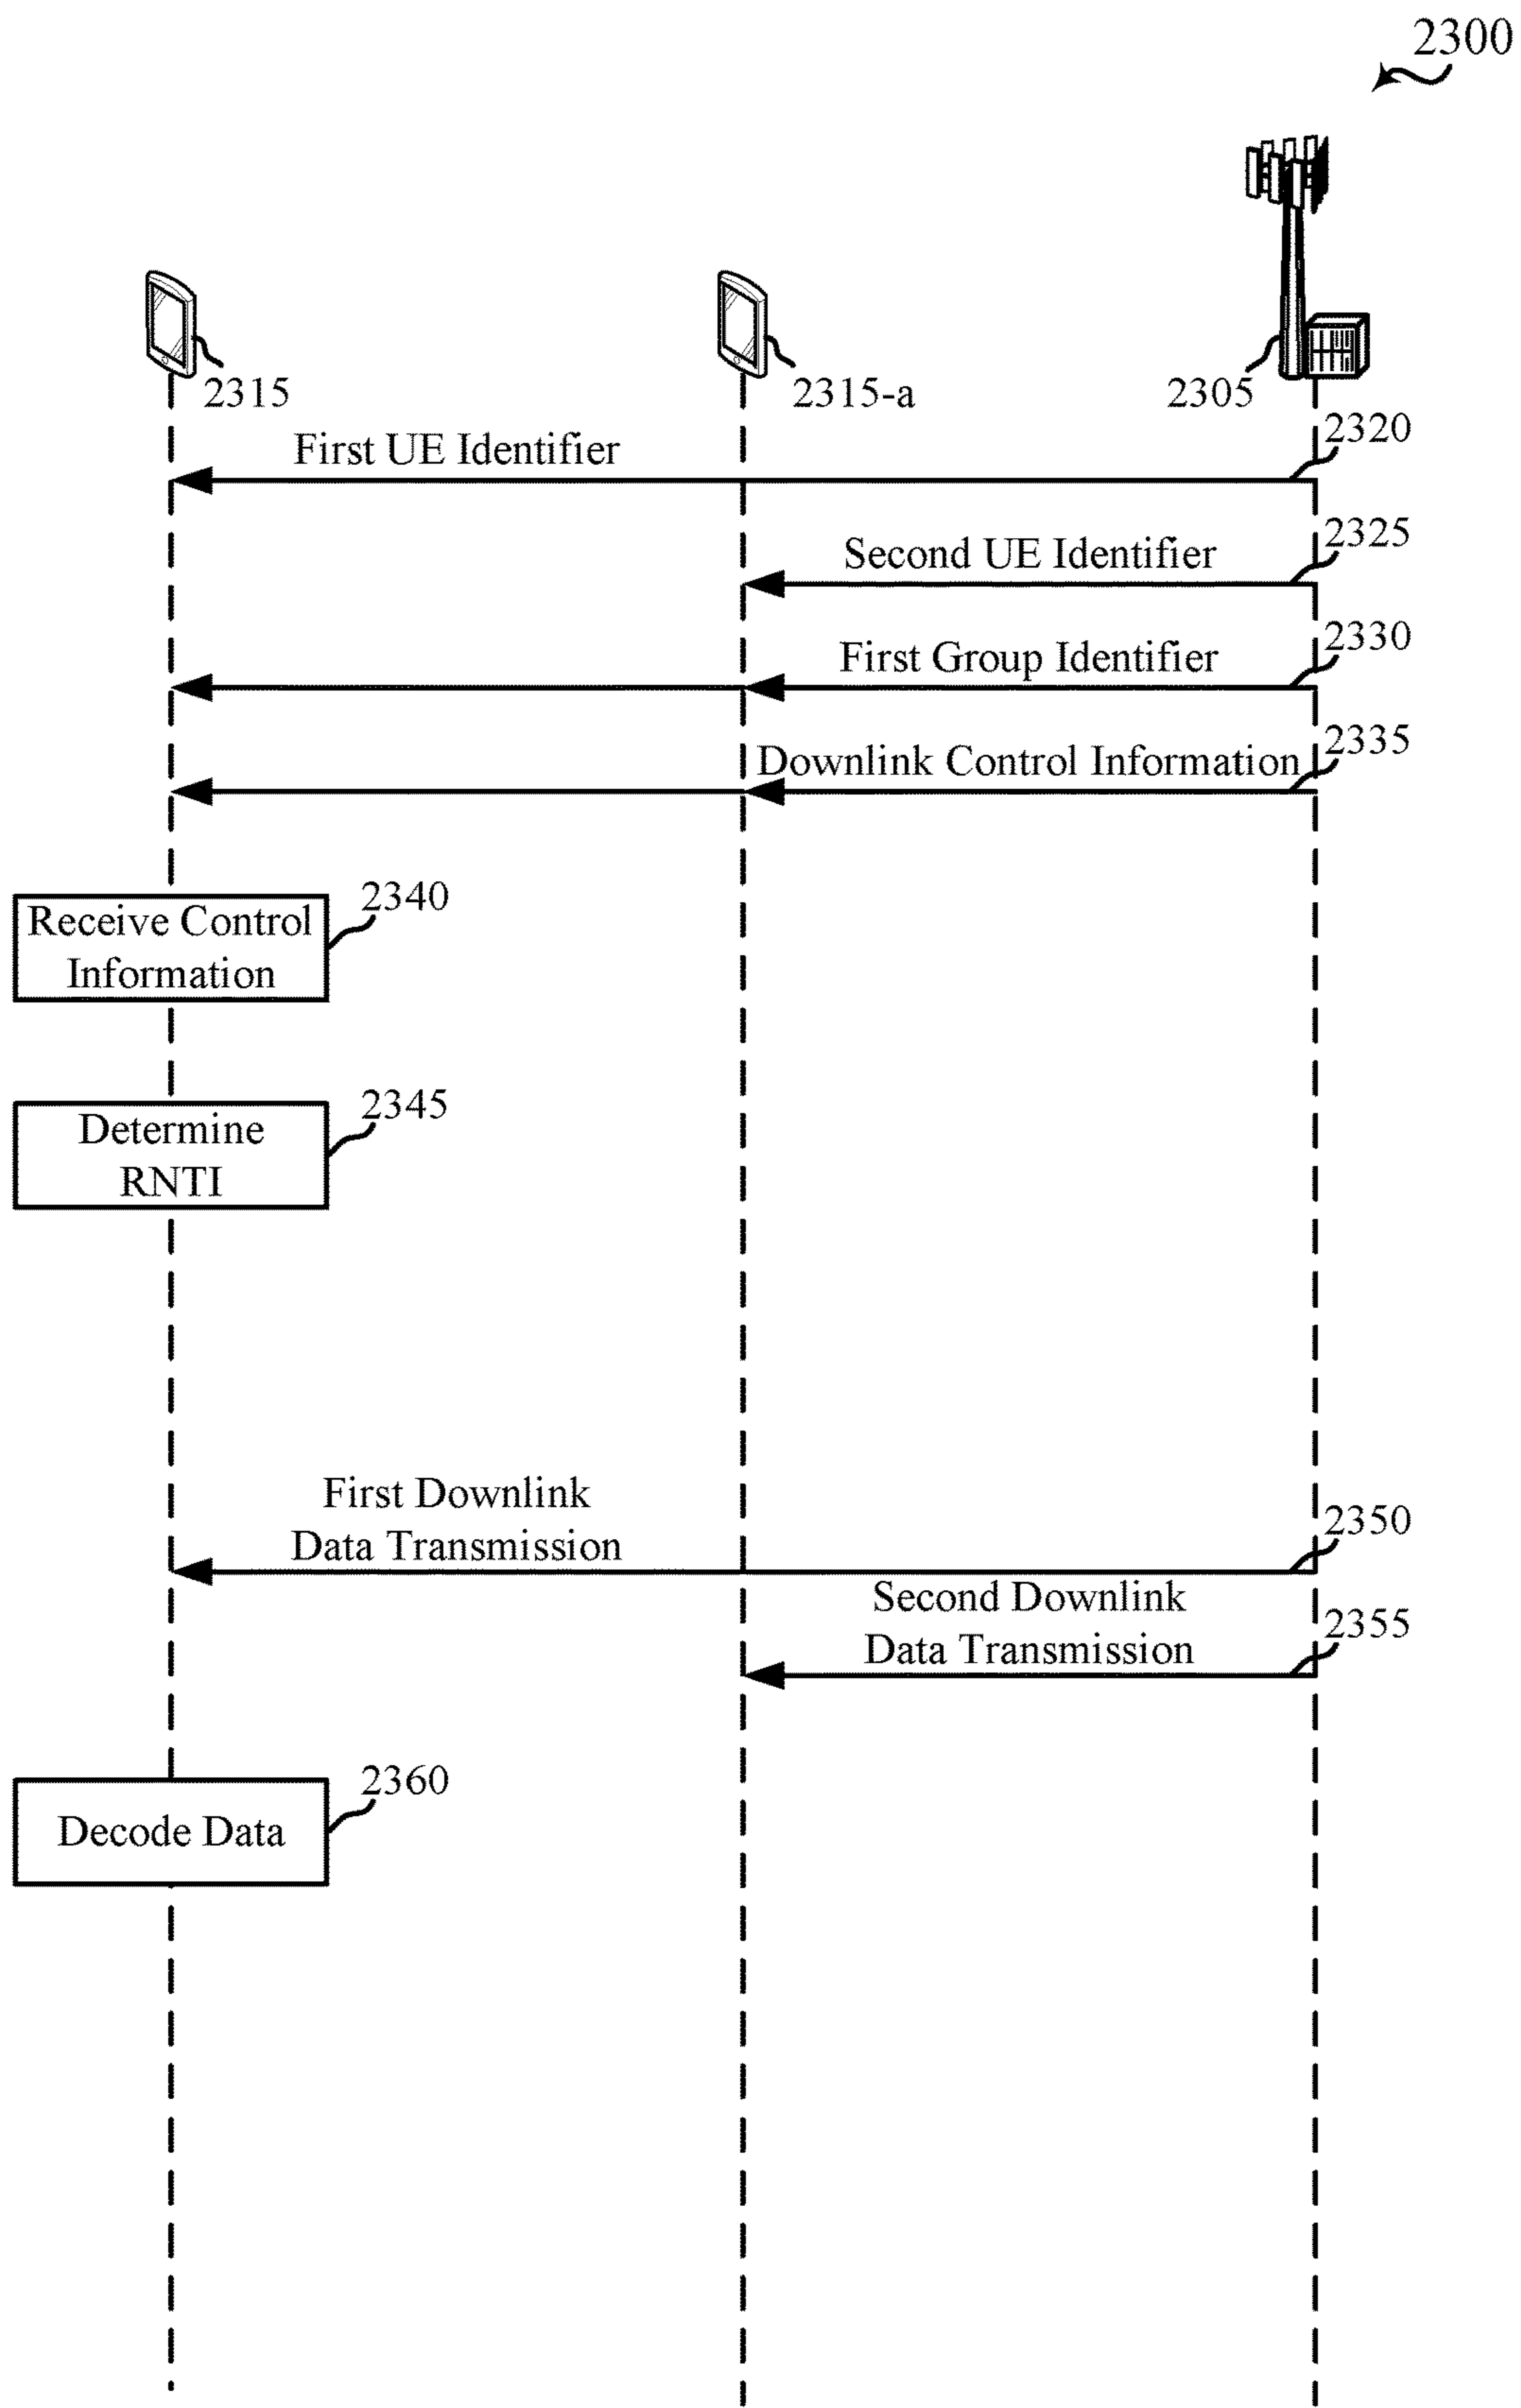 2300
2315
2315-a
2305
First UE Identifier
2320
Second UE Identifier
2325
First Group Identifier
2330
Downlink Control Information
2335
Receive Control
Information
2340
Determine
RNTI
2345
First Downlink
Data Transmission
2350
Second Downlink
Data Transmission
2355
Decode Data
2360